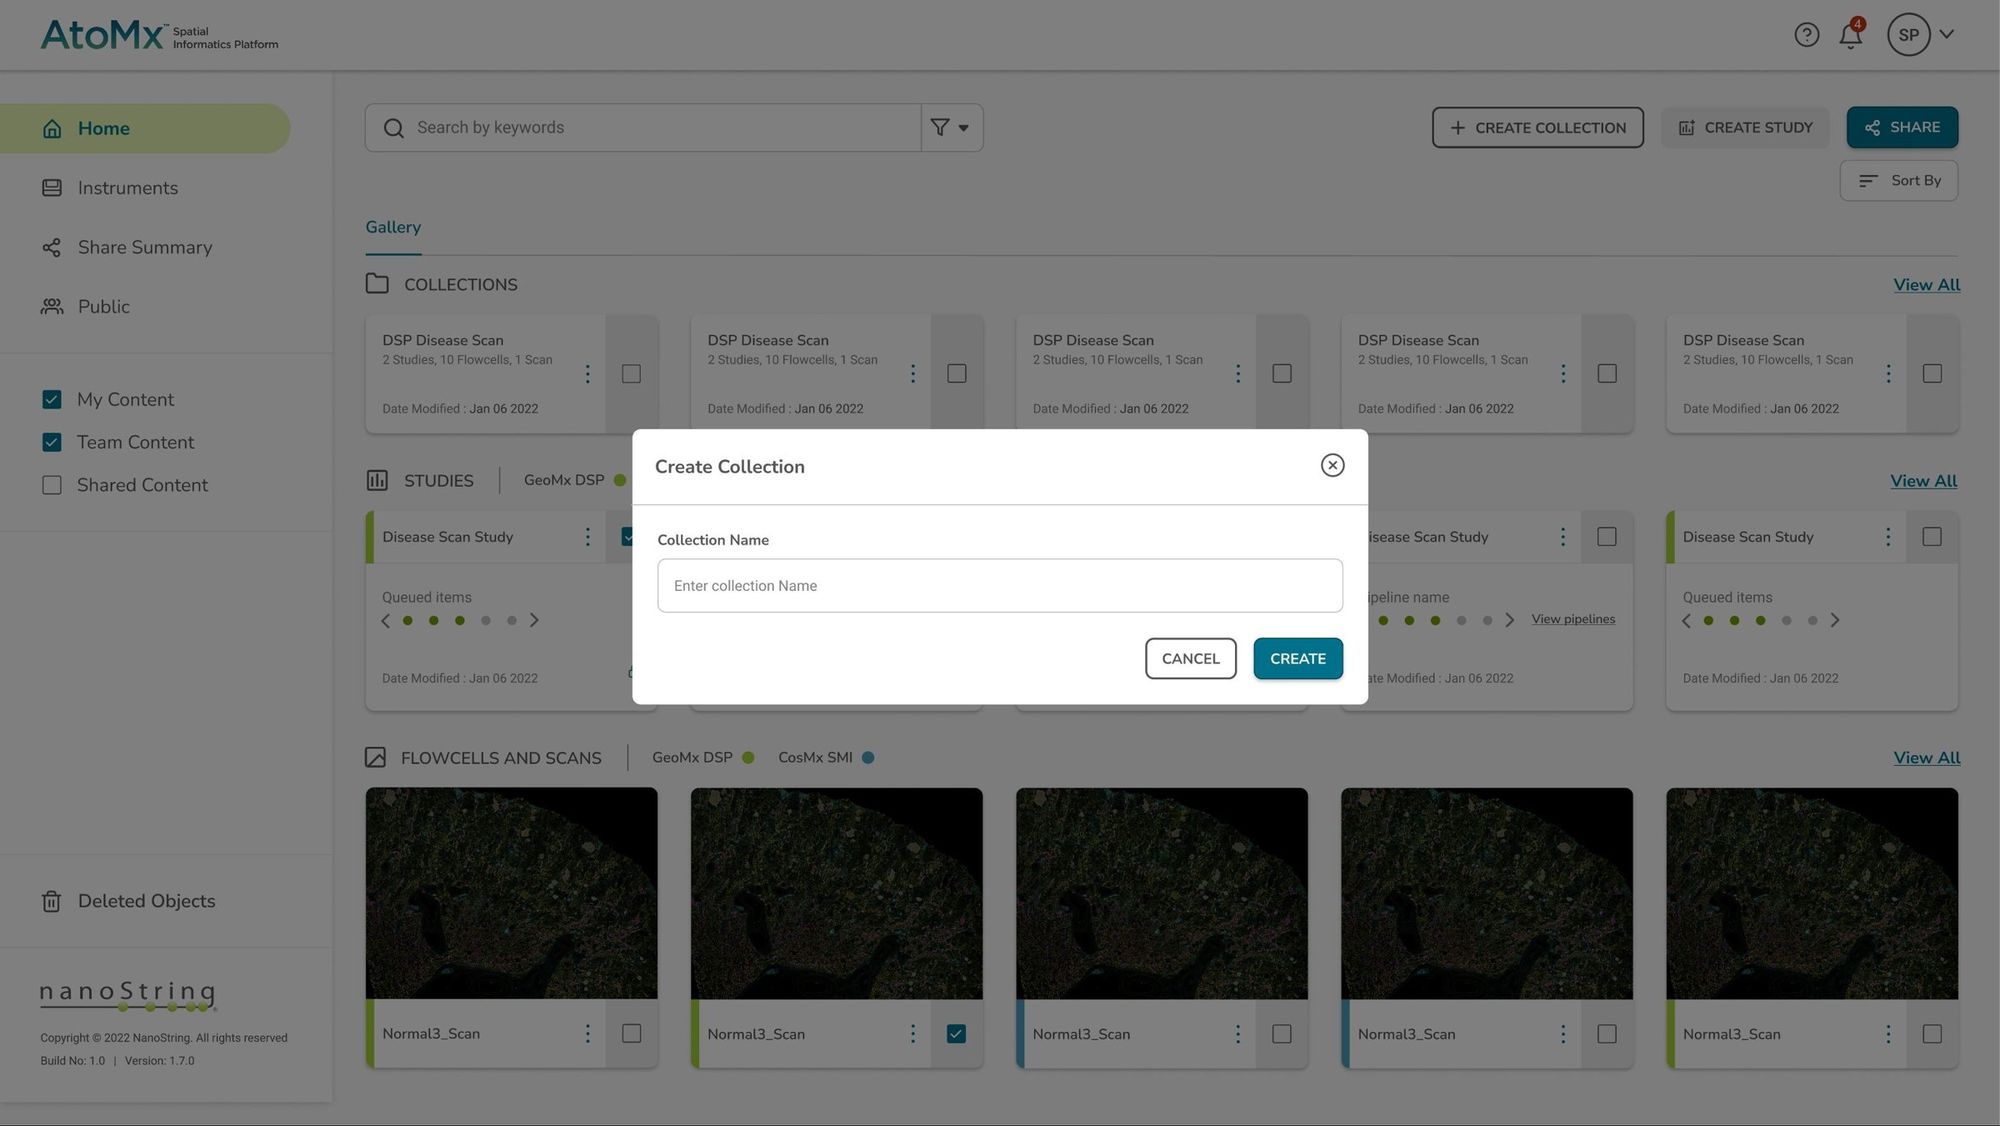 AtoMx™ Spatial
Informatics Platform
4
SP
Home
Instruments
Share Summary
Public
My Content
Team Content
Shared Content
Deleted Objects
nanoString
Copyright © 2022 NanoString. All rights reserved
Build No: 1.0 | Version: 1.7.0
Search by keywords
CREATE COLLECTION
CREATE STUDY
SHARE
Sort By
Gallery
COLLECTIONS
View All
DSP Disease Scan
2 Studies, 10 Flowcells, 1 Scan
Date Modified : Jan 06 2022
DSP Disease Scan
2 Studies, 10 Flowcells, 1 Scan
Date Modified : Jan 06 2022
DSP Disease Scan
2 Studies, 10 Flowcells, 1 Scan
Date Modified : Jan 06 2022
DSP Disease Scan
2 Studies, 10 Flowcells, 1 Scan
Date Modified : Jan 06 2022
DSP Disease Scan
2 Studies, 10 Flowcells, 1 Scan
Date Modified : Jan 06 2022
Create Collection
Collection Name
Enter collection Name
CANCEL
CREATE
STUDIES
GeoMx DSP
View All
Disease Scan Study
Queued items
Date Modified : Jan 06 2022
isease Scan Study
ipeline name
View pipelines
ate Modified : Jan 06 2022
Disease Scan Study
Queued items
Date Modified : Jan 06 2022
FLOWCELLS AND SCANS
GeoMx DSP
CosMx SMI
View All
Normal3_Scan
Normal3_Scan
Normal3_Scan
Normal3_Scan
Normal3_Scan